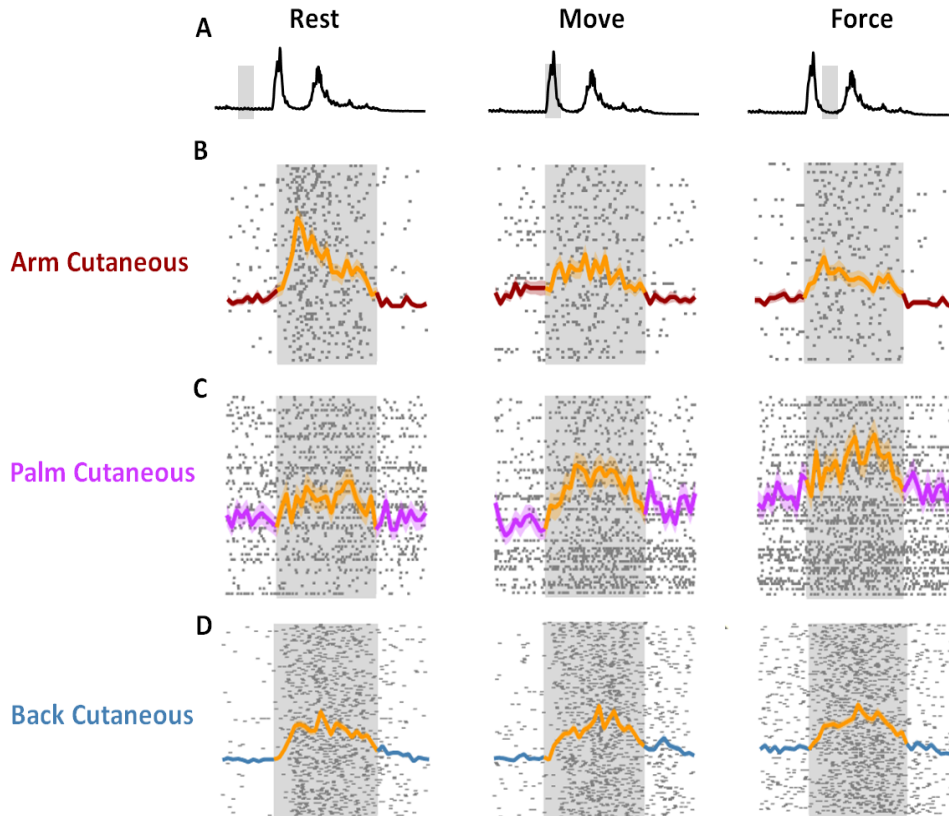 A
Rest
Move
Force
B
Arm Cutaneous
C
Palm Cutaneous
D
Back Cutaneous